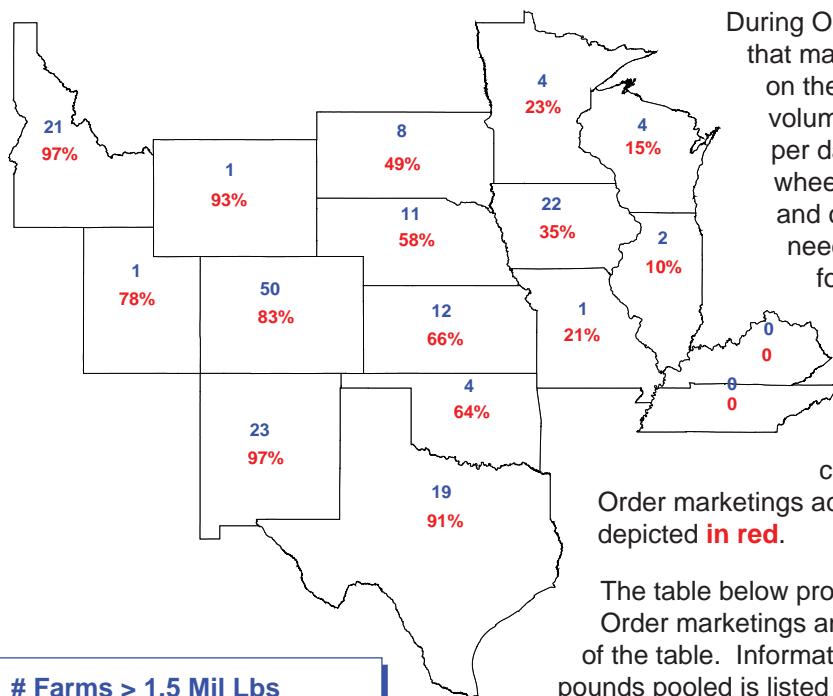 During O
that ma
on the
volum
per da
whee
and c
need
fo
4
23%
4
15%
21
97%
8
49%
1
93%
11
58%
22
35%
2
10%
1
78%
50
83%
12
66%
1
21%
0
0
0
0
4
64%
23
97%
19
91%
c
Order marketings ac
depicted in red.
The table below pro
Order marketings an
of the table. Informat
pounds pooled is listed
# Farms > 1.5 Mil Lbs